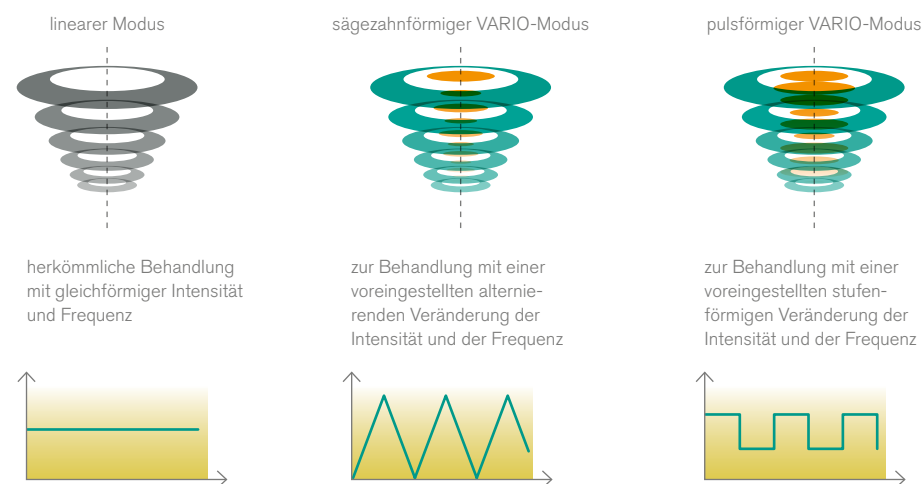 linearer Modus
herkömmliche Behandlung
mit gleichförmiger Intensität
und Frequenz
sägezahnförmiger VARIO-Modus
zur Behandlung mit einer
voreingestellten alternie-
renden Veränderung der
Intensität und der Frequenz
pulsförmiger VARIO-Modus
zur Behandlung mit einer
voreingestellten stufen-
förmigen Veränderung der
Intensität und der Frequenz